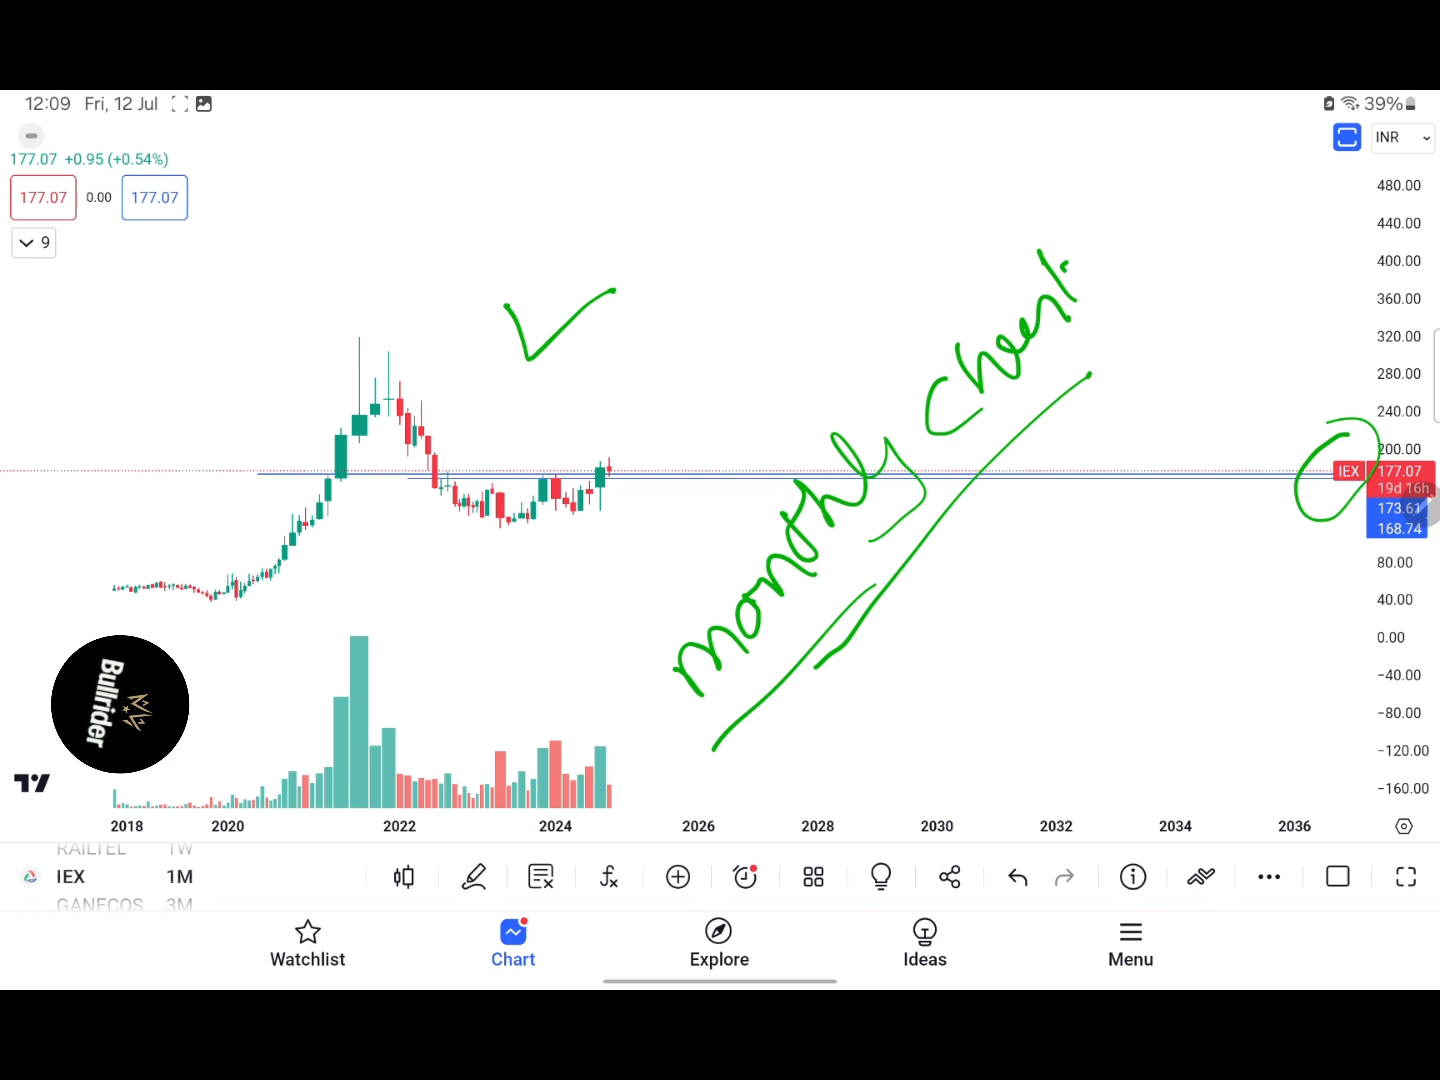 12:09 Fri, 12 Jul
39%
INR
177.07 +0.95 (+0.54%)
177.07 0.00 177.07
9
480.00
440.00
400.00
360.00
320.00
280.00
240.00
200.00
IEX 177.07
19d 16h
173.61
168.74
80.00
40.00
0.00
−40.00
−80.00
−120.00
−160.00
monthly chart
Bullrider
2018 2020 2022 2024 2026 2028 2030 2032 2034 2036
RAILTEL 1W
IEX 1M
GANECOS 3M
Watchlist Chart Explore Ideas Menu